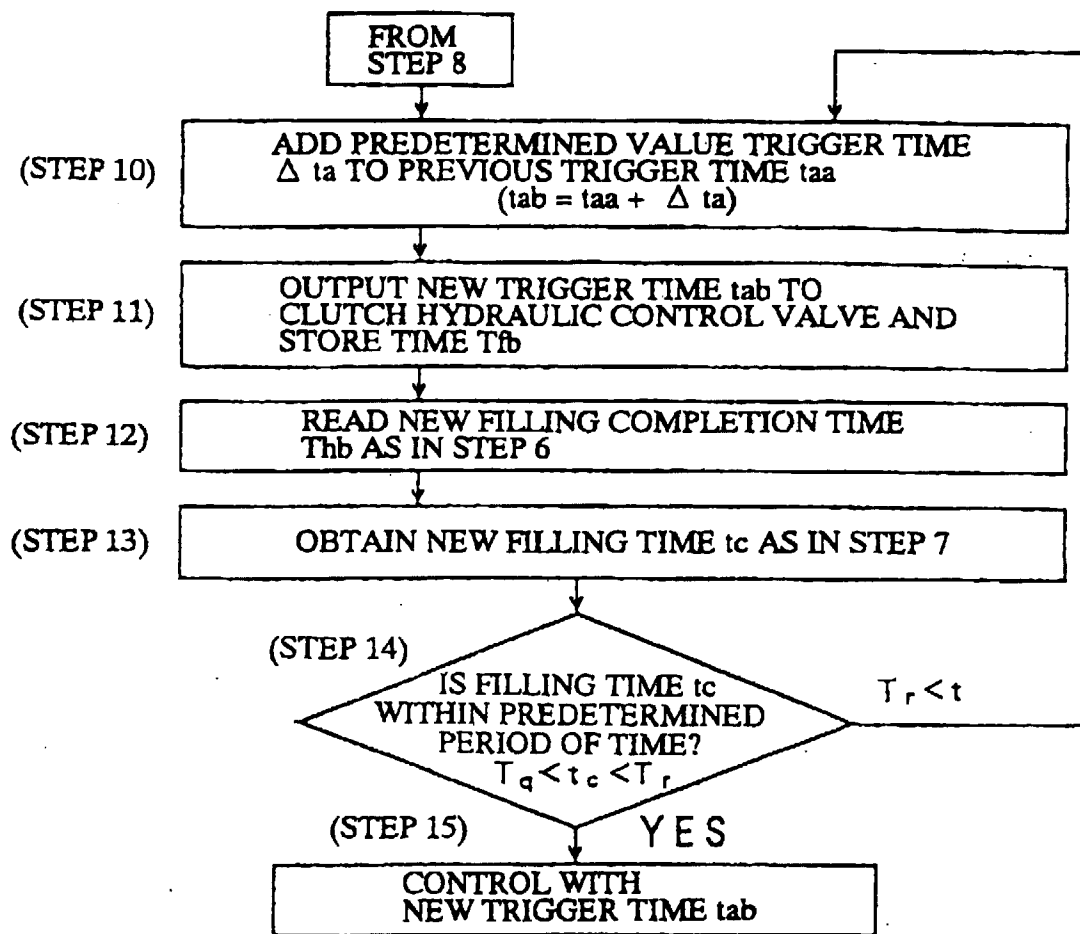 FROM
STEP 8
(STEP 10)
ADD PREDETERMINED VALUE TRIGGER TIME
Δ ta TO PREVIOUS TRIGGER TIME taa
(tab = taa + Δ ta)
(STEP 11)
OUTPUT NEW TRIGGER TIME tab TO
CLUTCH HYDRAULIC CONTROL VALVE AND
STORE TIME Tfb
(STEP 12)
READ NEW FILLING COMPLETION TIME
Thb AS IN STEP 6
(STEP 13)
OBTAIN NEW FILLING TIME tc AS IN STEP 7
(STEP 14)
IS FILLING TIME tc
WITHIN PREDETERMINED
PERIOD OF TIME?
Tq<tc<Tr
Tr<t
(STEP 15)
YES
CONTROL WITH
NEW TRIGGER TIME tab